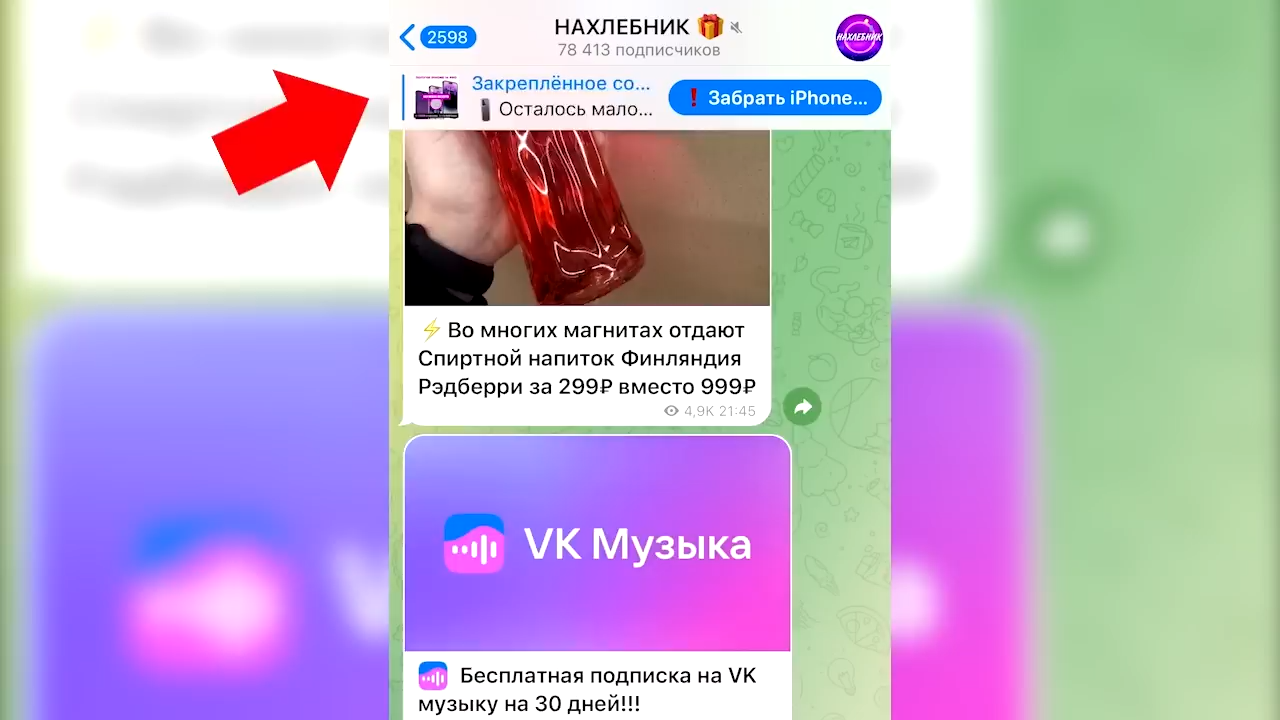 2598
НАХЛЕБНИК 🎁
78 413 подписчиков
НАХЛЕБНИК
Закреплённое со...
Осталось мало...
❗ Забрать iPhone...
⚡ Во многих магнитах отдают
Спиртной напиток Финляндия
Рэдберри за 299₽ вместо 999₽
4,9K 21:45
VK Музыка
Бесплатная подписка на VK
музыку на 30 дней!!!